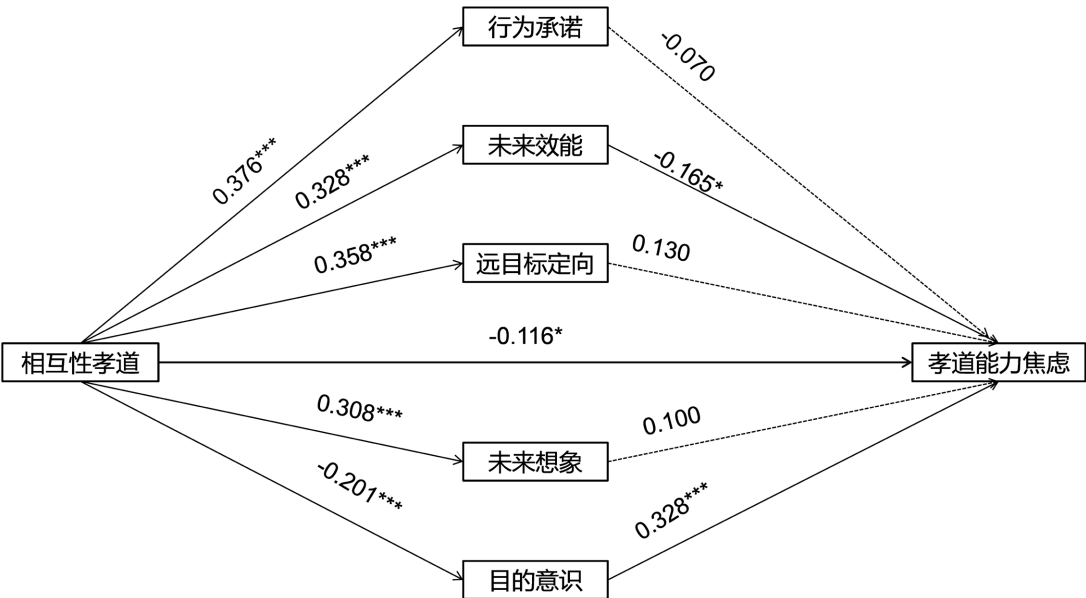 行为承诺
-0.070
0.376***
未来效能
0.328***
-0.165*
0.358***
远目标定向
0.130
-0.116*
相互性孝道
孝道能力焦虑
0.308***
0.100
未来想象
-0.201***
0.328***
目的意识